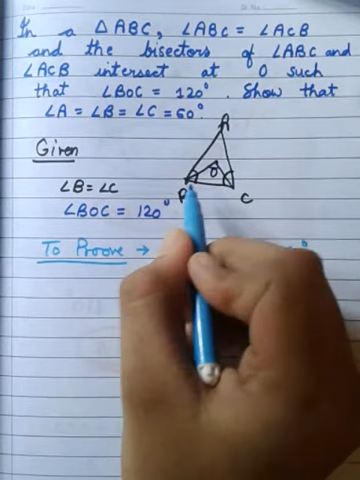 In a △ABC, ∠ABC = ∠ACB
and the bisectors of ∠ABC and
∠ACB intersect at O such
that ∠BOC = 120°. Show that
∠A = ∠B = ∠C = 60°.
A
Given
O
∠B = ∠C
B
C
∠BOC = 120°
To Proove →